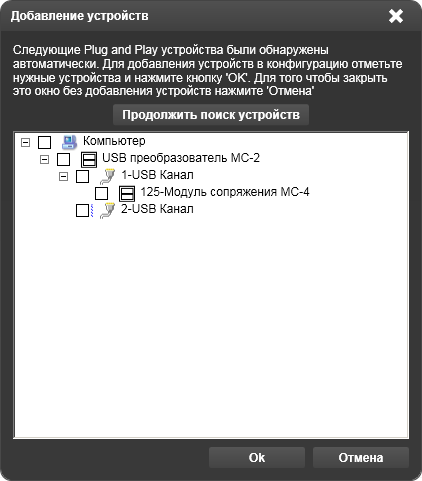 Добавление устройств
Следующие Plug and Play устройства были обнаружены
автоматически. Для добавления устройств в конфигурацию отметьте
нужные устройства и нажмите кнопку 'OK'. Для того чтобы закрыть
это окно без добавления устройств нажмите 'Отмена'
Продолжить поиск устройств
Компьютер
USB преобразователь МС-2
1-USB Канал
125-Модуль сопряжения МС-4
2-USB Канал
Ok
Отмена